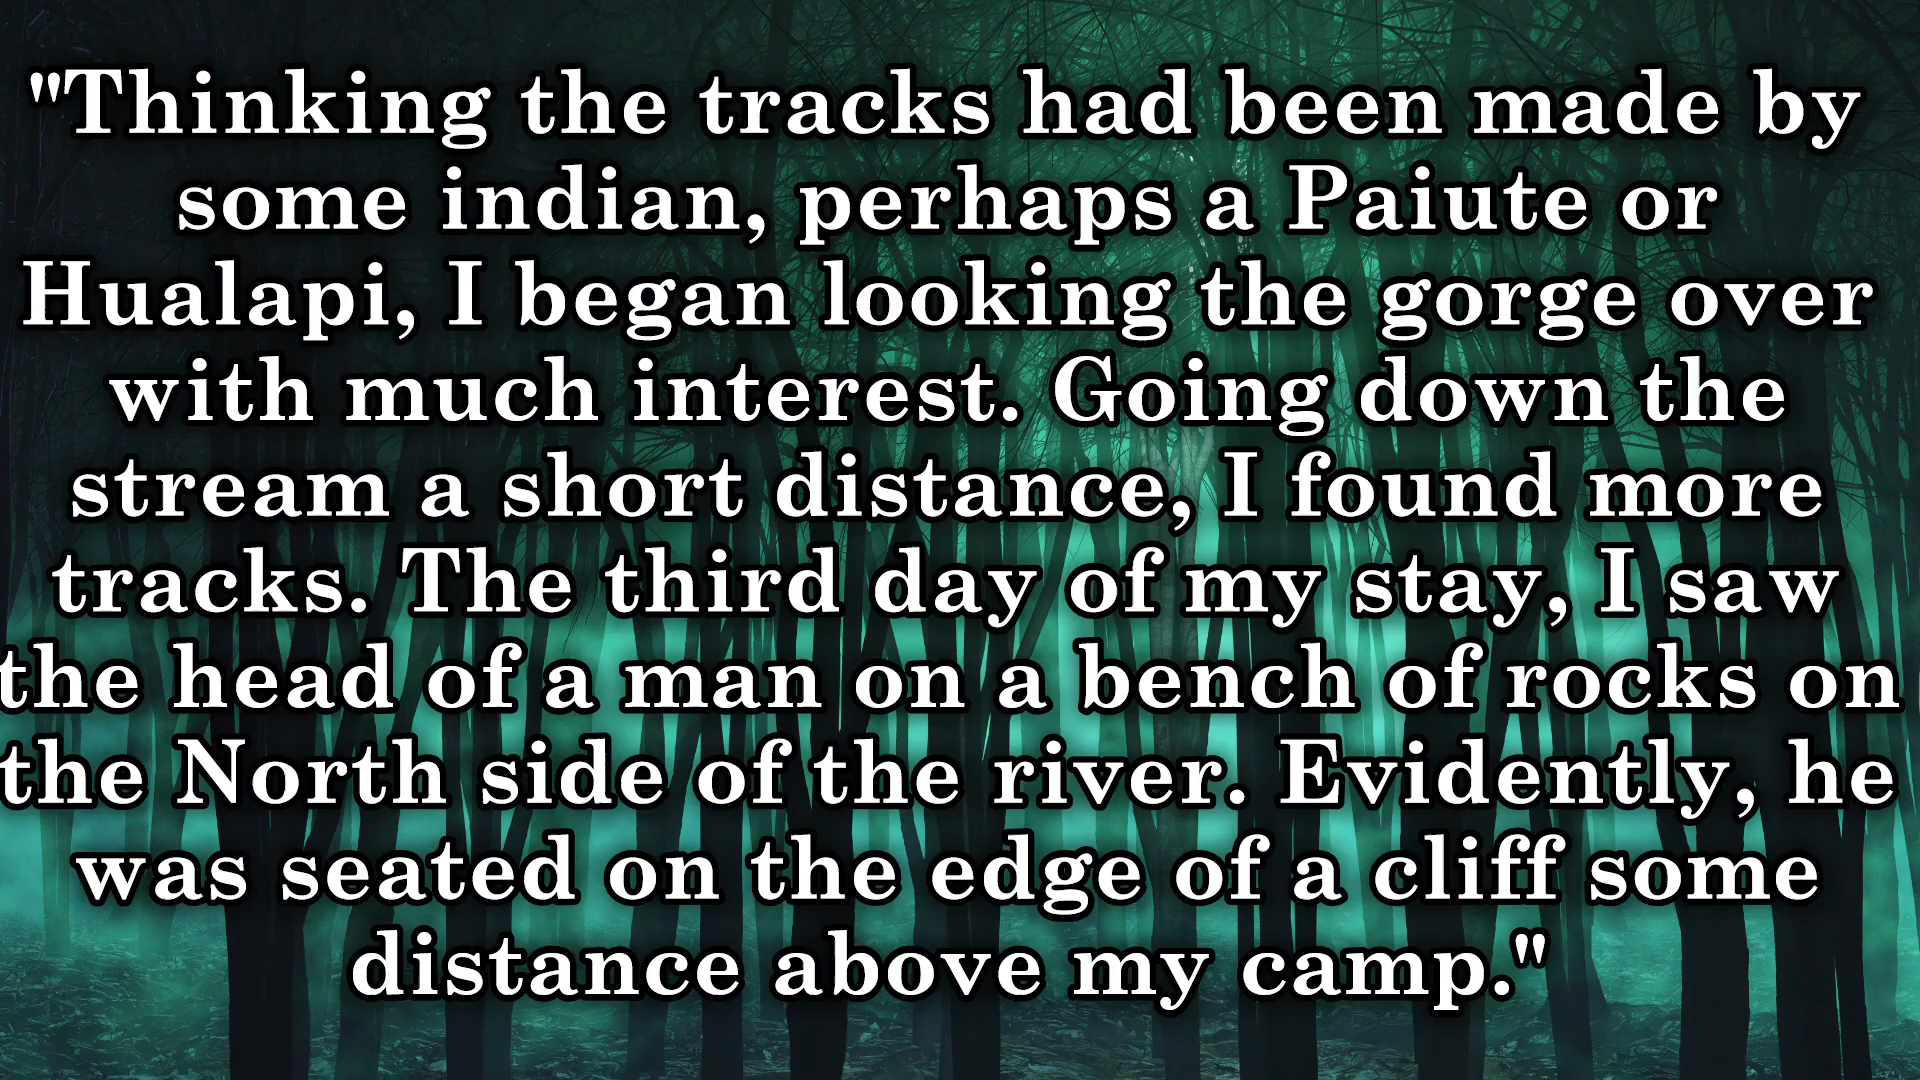 "Thinking the tracks had been made by
some indian, perhaps a Paiute or
Hualapi, I began looking the gorge over
with much interest. Going down the
stream a short distance, I found more
tracks. The third day of my stay, I saw
the head of a man on a bench of rocks on
the North side of the river. Evidently, he
was seated on the edge of a cliff some
distance above my camp."